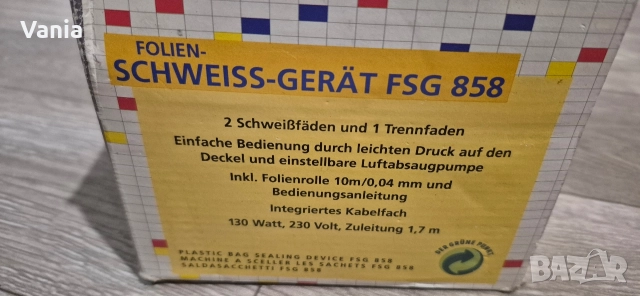 Vania
FOLIEN-
SCHWEISS-GERÄT FSG 858
2 Schweißfäden und 1 Trennfaden
Einfache Bedienung durch leichten Druck auf den
Deckel und einstellbare Luftabsaugpumpe
Inkl. Folienrolle 10m/0,04 mm und
Bedienungsanleitung
Integriertes Kabelfach
130 Watt, 230 Volt, Zuleitung 1,7 m
PLASTIC BAG SEALING DEVICE FSG 858
MACHINE A SCELLER LES SACHETS FSG 858
SALDASACCHETTI FSG 858
DER GRÜNE PUNKT
bazar